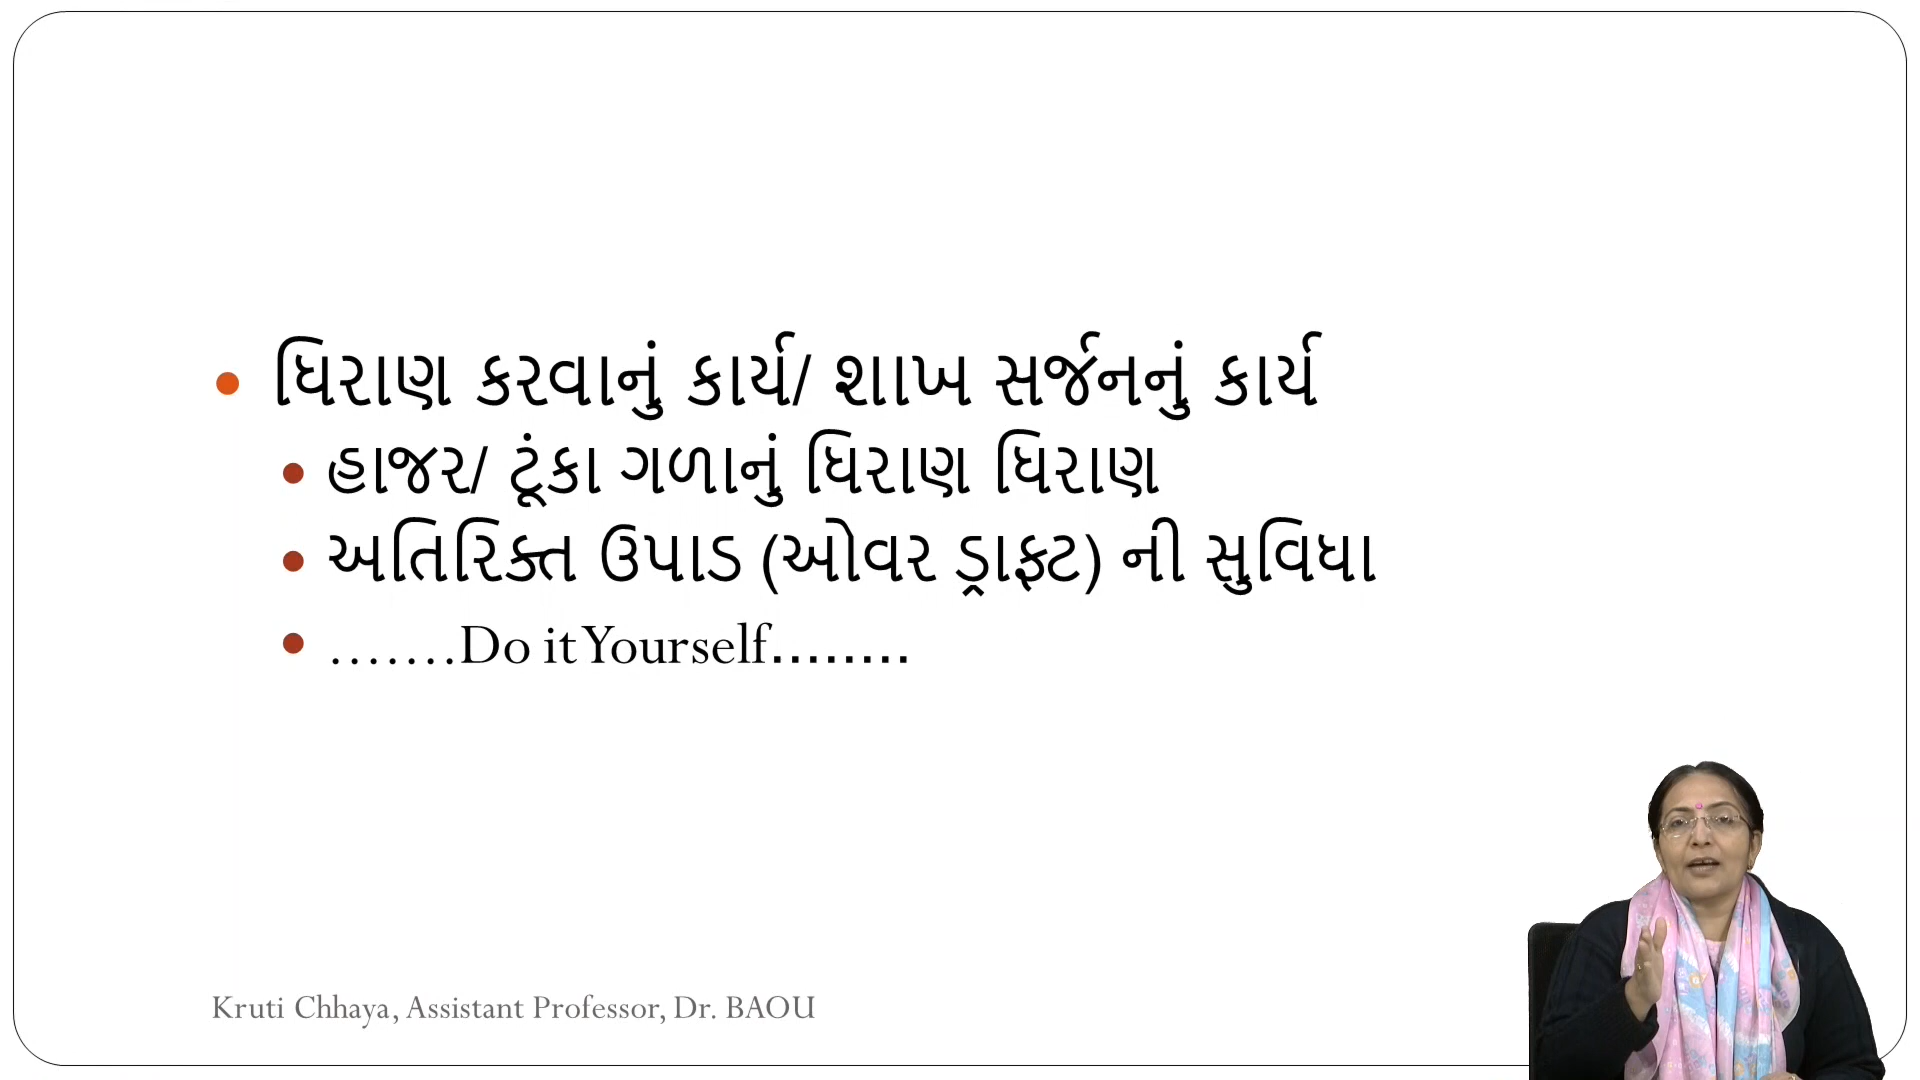 • ધિરાણ કરવાનું કાર્ય/ શાખ સર્જનનું કાર્ય
• હાજર/ ટૂંકા ગળાનું ધિરાણ ધિરાણ
• અતિરિક્ત ઉપાડ (ઓવર ડ્રાફ્ટ) ની સુવિધા
• .......Do it Yourself........
Kruti Chhaya, Assistant Professor, Dr. BAOU